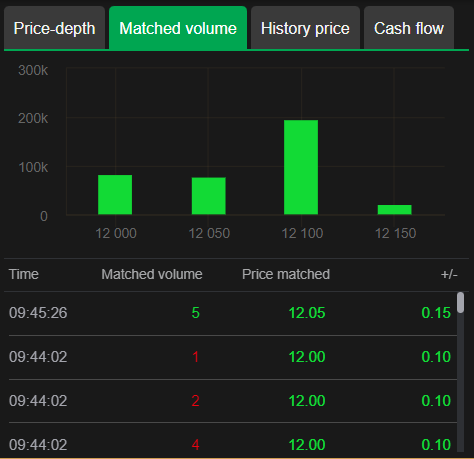 Price-depth Matched volume History price Cash flow
300k
200k
100k
0
12 000 12 050 12 100 12 150
Time Matched volume Price matched +/-
09:45:26 5 12.05 0.15
09:44:02 1 12.00 0.10
09:44:02 2 12.00 0.10
09:44:02 4 12.00 0.10